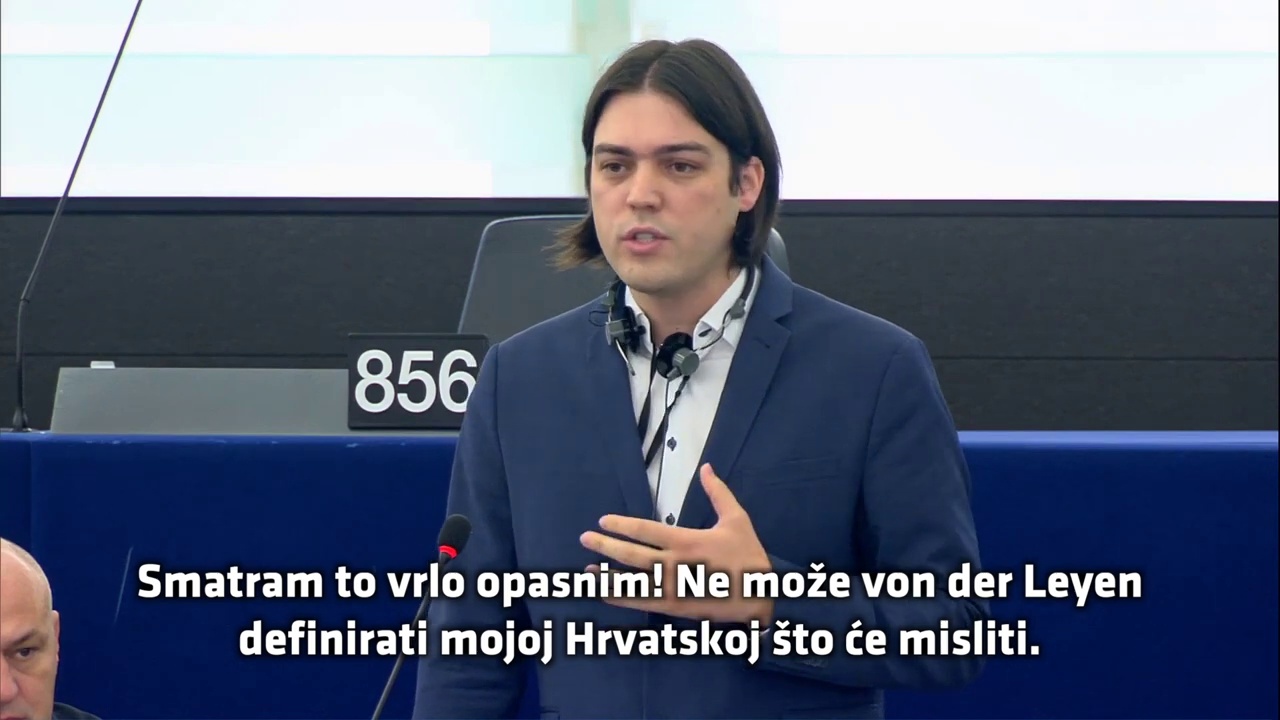 856
Smatram to vrlo opasnim! Ne može von der Leyen
definirati mojoj Hrvatskoj što će misliti.